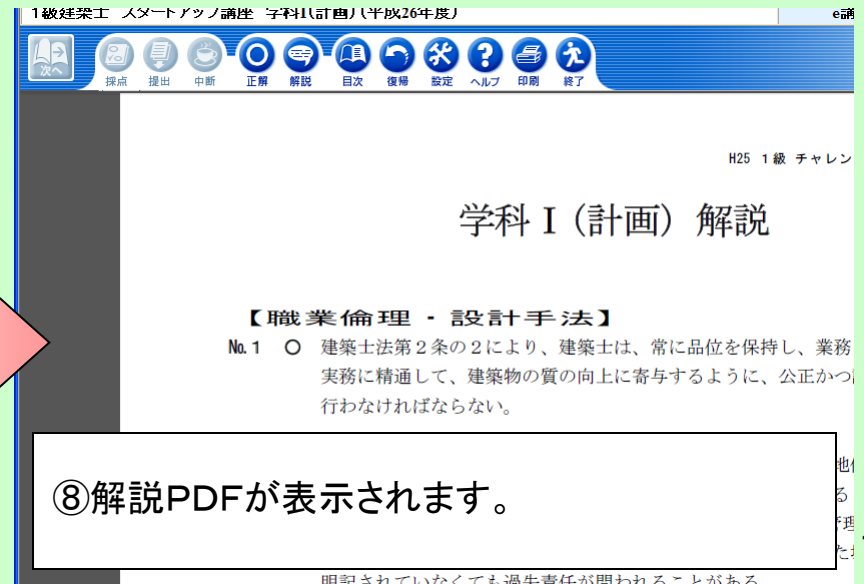 1級建築士 スタートアップ講座 学科I(計画)(平成26年度)
e講
次へ 採点 提出 中断 正解 解説 目次 復帰 設定 ヘルプ 印刷 終了
H25 1級 チャレン
学科Ⅰ(計画) 解説
【職業倫理・設計手法】
№1 ○ 建築士法第2条の2により、建築士は、常に品位を保持し、業務
実務に精通して、建築物の質の向上に寄与するように、公正かつ
行わなければならない。
⑧解説PDFが表示されます。
明記されていなくても過失責任が問われることがある。